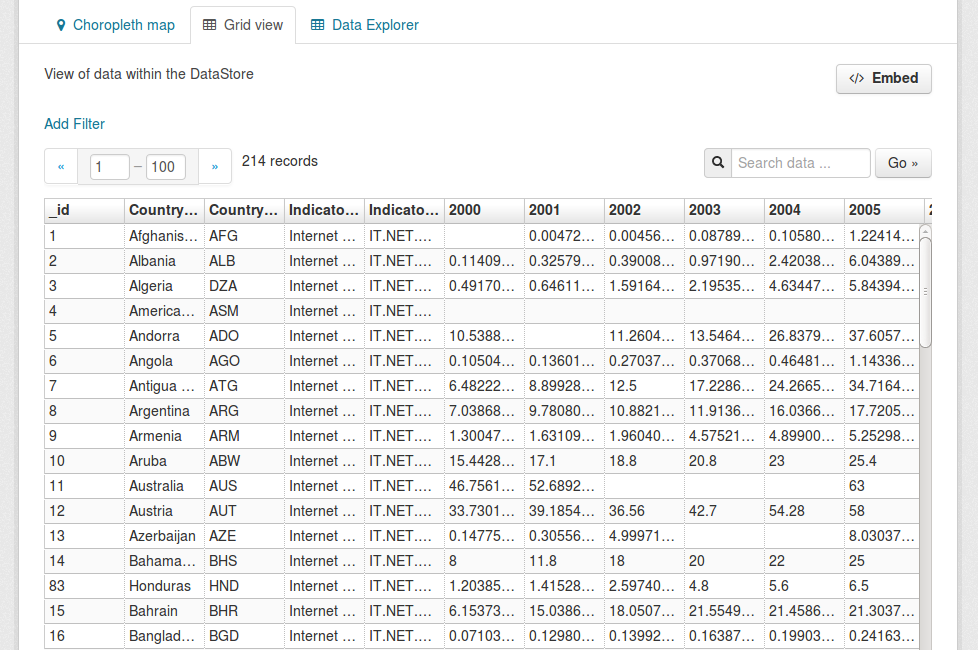 Choropleth map Grid view Data Explorer
View of data within the DataStore
</> Embed
Add Filter
« 1 – 100 » 214 records Search data ... Go »
_id Country… Country… Indicato… Indicato… 2000 2001 2002 2003 2004 2005
1 Afghanis… AFG Internet … IT.NET.… 0.00472… 0.00456… 0.08789… 0.10580… 1.22414…
2 Albania ALB Internet … IT.NET.… 0.11409… 0.32579… 0.39008… 0.97190… 2.42038… 6.04389…
3 Algeria DZA Internet … IT.NET.… 0.49170… 0.64611… 1.59164… 2.19535… 4.63447… 5.84394…
4 America… ASM Internet … IT.NET.…
5 Andorra ADO Internet … IT.NET.… 10.5388… 11.2604… 13.5464… 26.8379… 37.6057…
6 Angola AGO Internet … IT.NET.… 0.10504… 0.13601… 0.27037… 0.37068… 0.46481… 1.14336…
7 Antigua … ATG Internet … IT.NET.… 6.48222… 8.89928… 12.5 17.2286… 24.2665… 34.7164…
8 Argentina ARG Internet … IT.NET.… 7.03868… 9.78080… 10.8821… 11.9136… 16.0366… 17.7205…
9 Armenia ARM Internet … IT.NET.… 1.30047… 1.63109… 1.96040… 4.57521… 4.89900… 5.25298…
10 Aruba ABW Internet … IT.NET.… 15.4428… 17.1 18.8 20.8 23 25.4
11 Australia AUS Internet … IT.NET.… 46.7561… 52.6892… 63
12 Austria AUT Internet … IT.NET.… 33.7301… 39.1854… 36.56 42.7 54.28 58
13 Azerbaijan AZE Internet … IT.NET.… 0.14775… 0.30556… 4.99971… 8.03037…
14 Bahama… BHS Internet … IT.NET.… 8 11.8 18 20 22 25
83 Honduras HND Internet … IT.NET.… 1.20385… 1.41528… 2.59740… 4.8 5.6 6.5
15 Bahrain BHR Internet … IT.NET.… 6.15373… 15.0386… 18.0507… 21.5549… 21.4586… 21.3037…
16 Banglad… BGD Internet … IT.NET.… 0.07103… 0.12980… 0.13992… 0.16387… 0.19903… 0.24163…